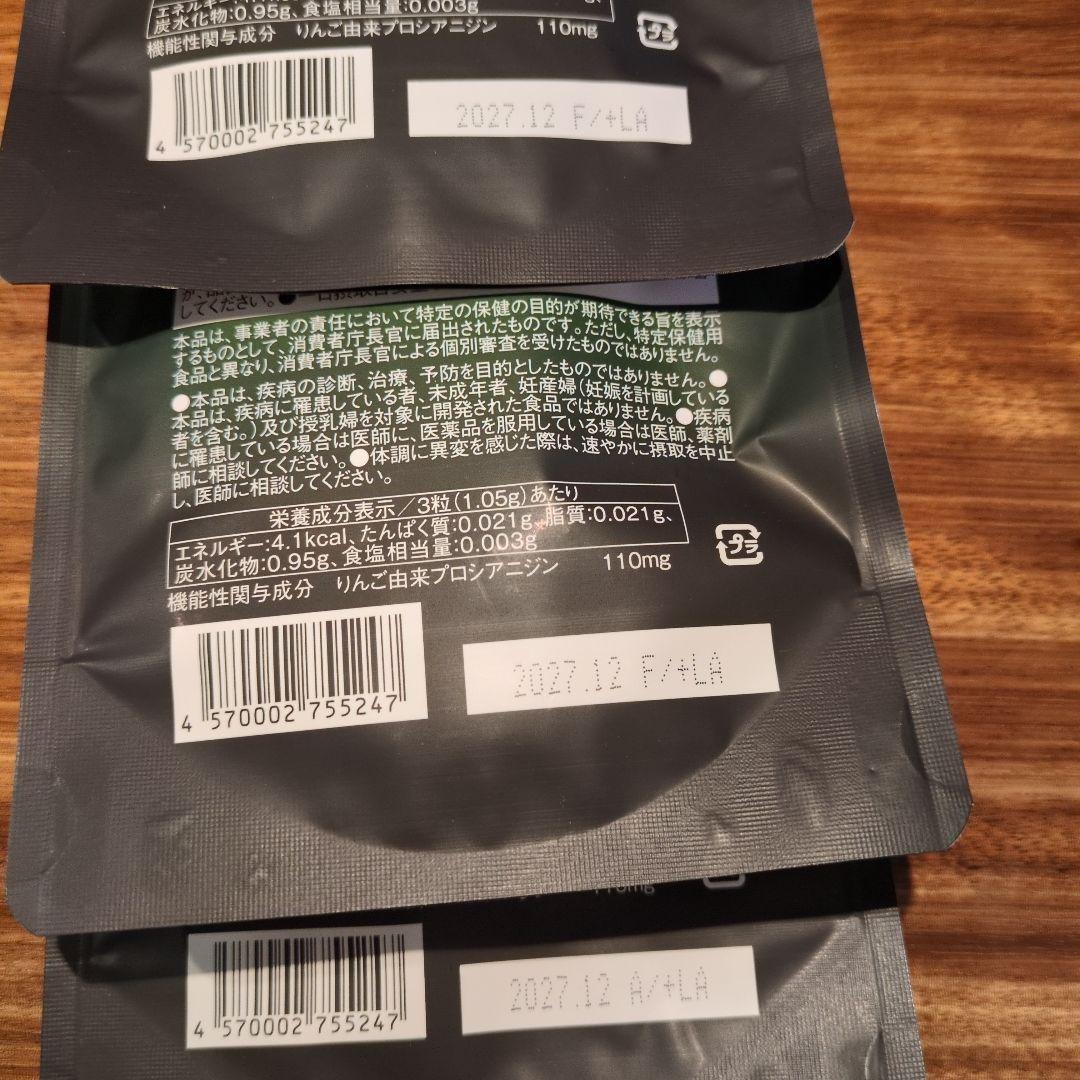 炭水化物:0.95g、食塩相当量:0.003g
機能性関与成分 りんご由来プロシアニジン 110mg
プラ
4 570002 755247
2027.12 F/+LA
してください。●一日摂取目安量
本品は、事業者の責任において特定の保健の目的が期待できる旨を表示
するものとして、消費者庁長官に届出されたものです。ただし、特定保健用
食品と異なり、消費者庁長官による個別審査を受けたものではありません。
●本品は、疾病の診断、治療、予防を目的としたものではありません。●
本品は、疾病に罹患している者、未成年者、妊産婦(妊娠を計画している
者を含む。)及び授乳婦を対象に開発された食品ではありません。●疾病
に罹患している場合は医師に、医薬品を服用している場合は医師、薬剤
師に相談してください。●体調に異変を感じた際は、速やかに摂取を中止
し、医師に相談してください。
栄養成分表示/3粒(1.05g)あたり
エネルギー:4.1kcal、たんぱく質:0.021g、脂質:0.021g、
炭水化物:0.95g、食塩相当量:0.003g
機能性関与成分 りんご由来プロシアニジン 110mg
プラ
4 570002 755247
2027.12 F/+LA
110mg
4 570002 755247
2027.12 A/+LA